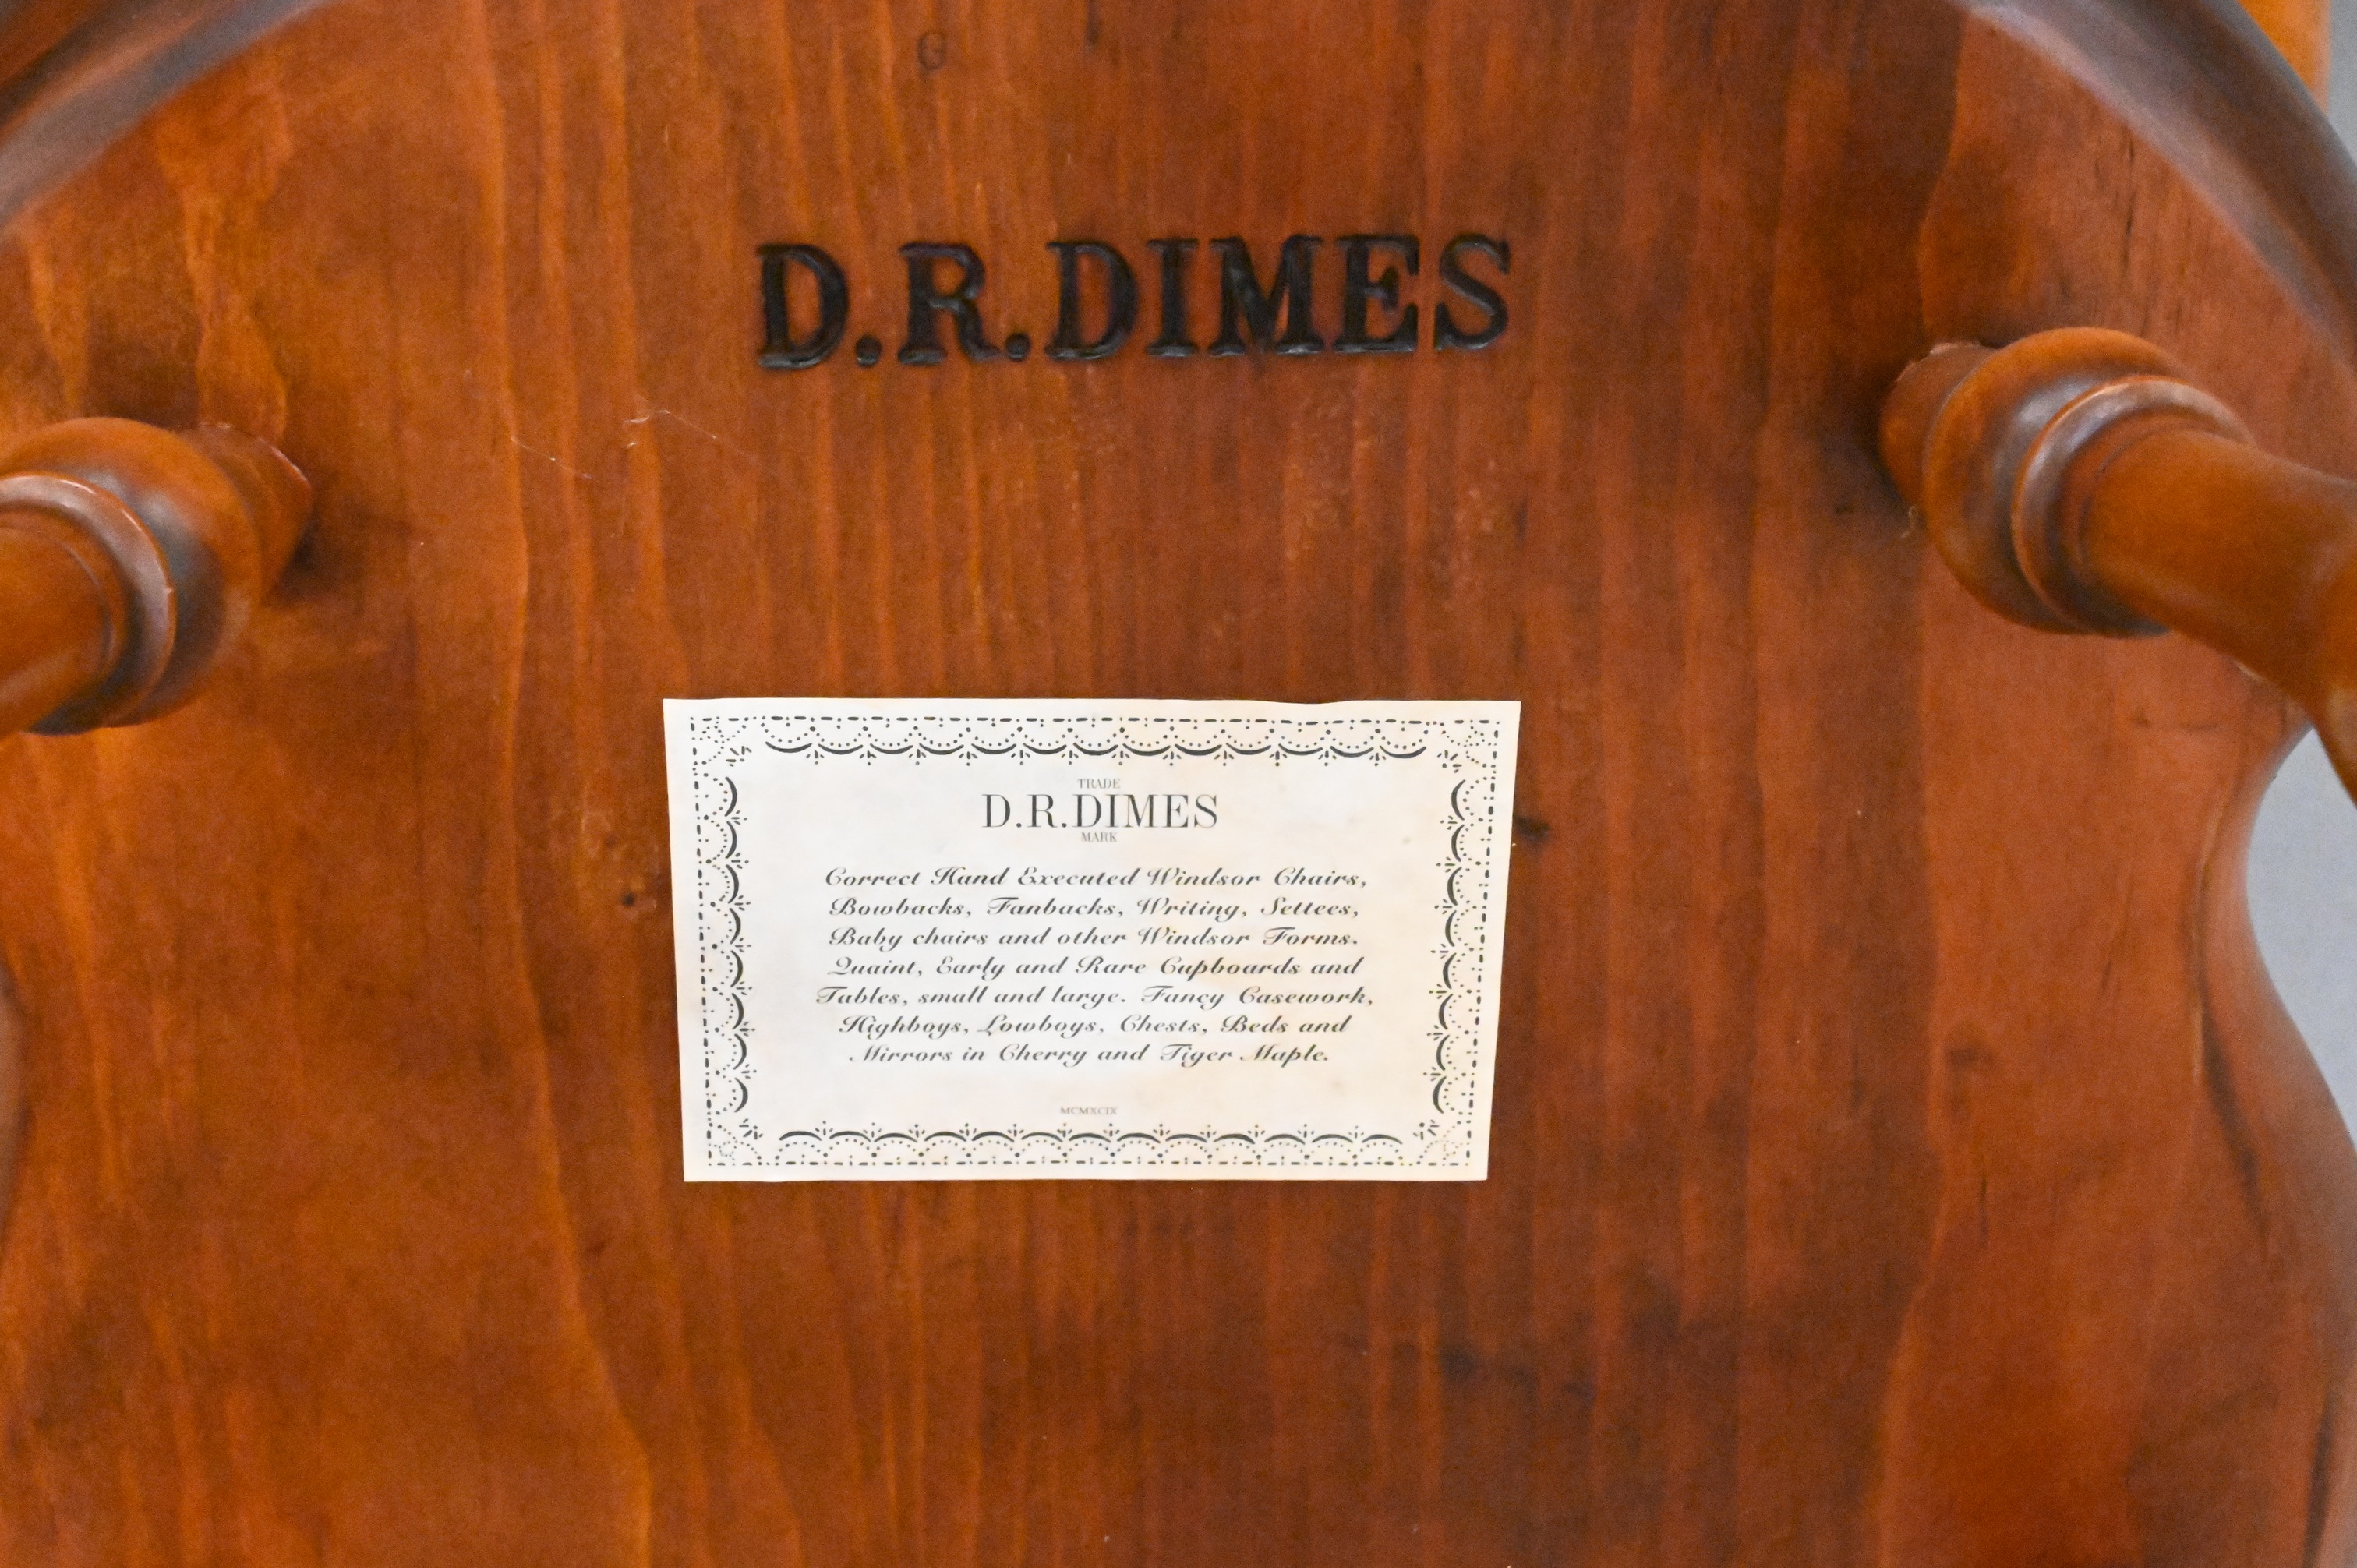 G
D.R.DIMES
TRADE
D.R.DIMES
MARK
Correct Hand Executed Windsor Chairs,
Bowbacks, Fanbacks, Writing, Settees,
Baby chairs and other Windsor Forms.
Quaint, Early and Rare Cupboards and
Tables, small and large. Fancy Casework,
Highboys, Lowboys, Chests, Beds and
Mirrors in Cherry and Tiger Maple.
MCMXCIX